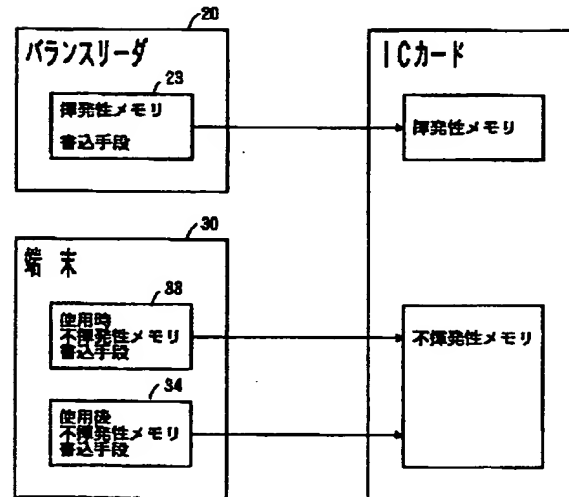 20
バランスリーダ
23
揮発性メモリ
書込手段
ICカード
揮発性メモリ
30
端末
33
使用時
不揮発性メモリ
書込手段
34
使用後
不揮発性メモリ
書込手段
不揮発性メモリ